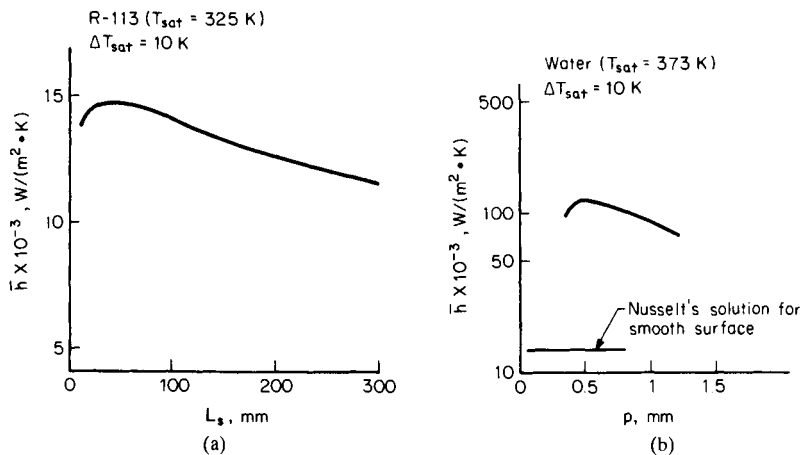 R-113 (Tsat = 325 K)
ΔTsat = 10 K
15
10
5
0
100
200
300
h̄ X 10⁻³, W/(m²•K)
Ls, mm
(a)
Water (Tsat = 373 K)
ΔTsat = 10 K
500
100
50
10
0
0.5
1
1.5
h̄ X 10⁻³, W/(m²•K)
Nusselt's solution for
smooth surface
p, mm
(b)